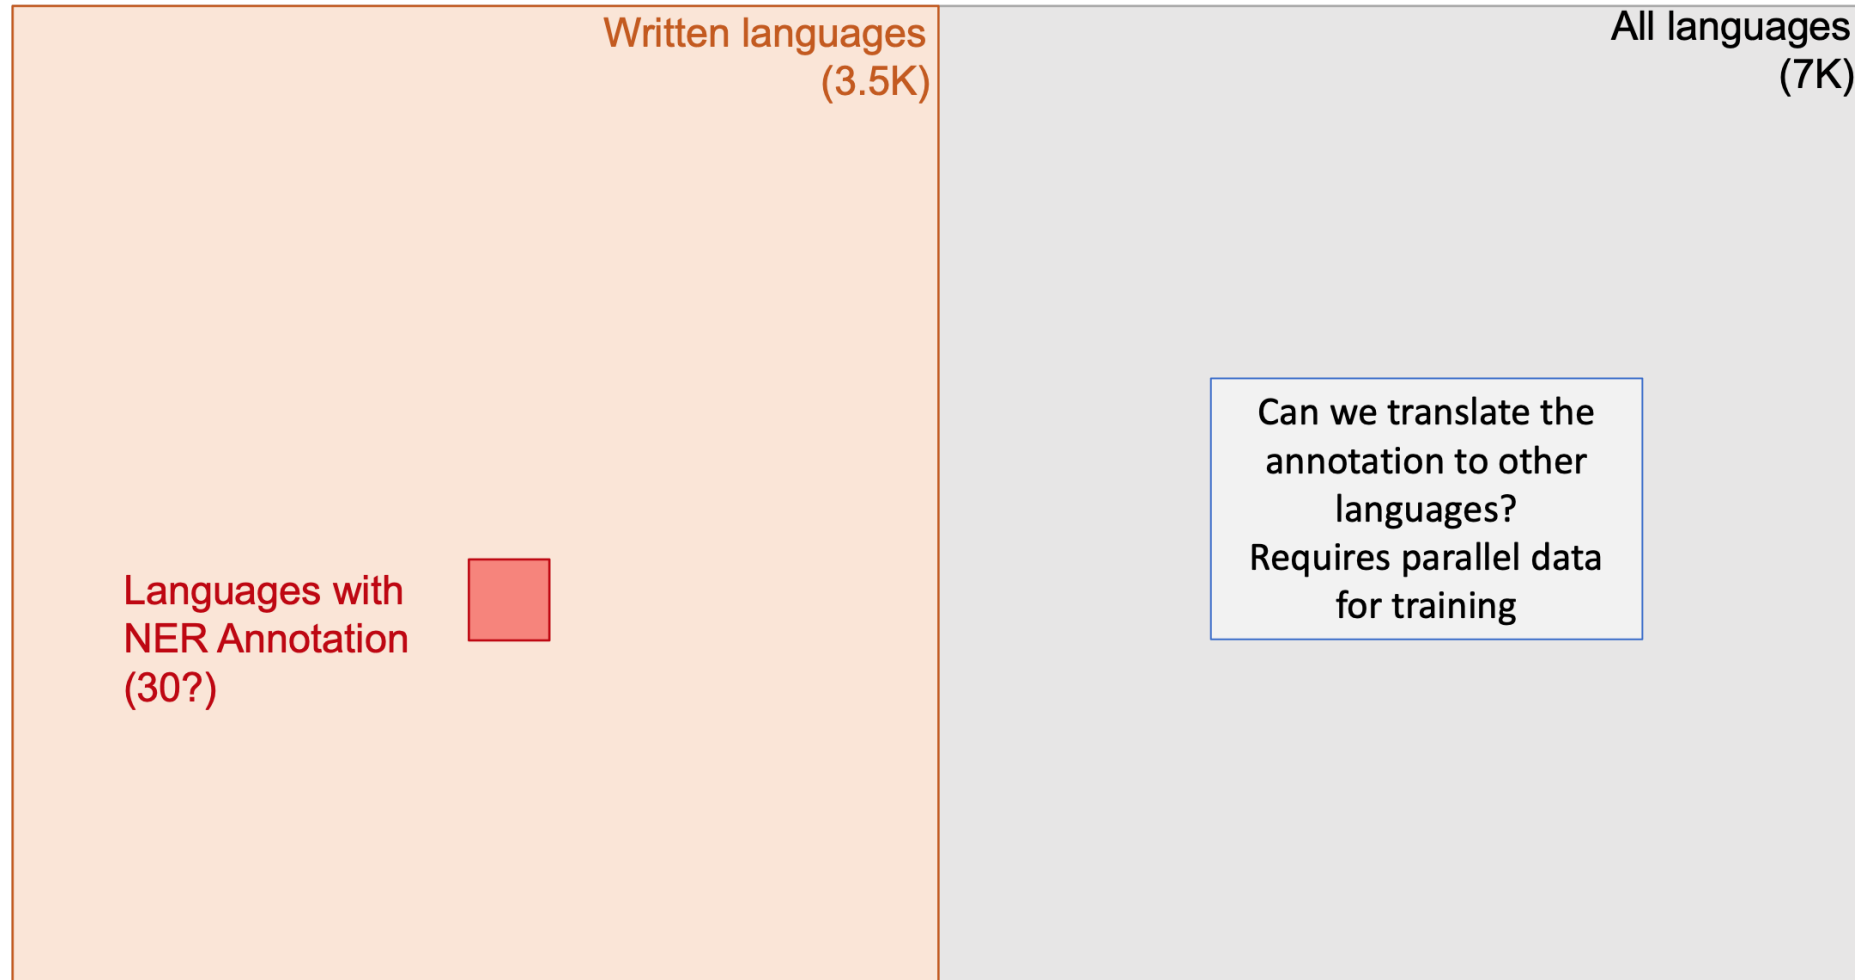 Written languages
(3.5K)
All languages
(7K)
Can we translate the
annotation to other
languages?
Requires parallel data
for training
Languages with
NER Annotation
(30?)